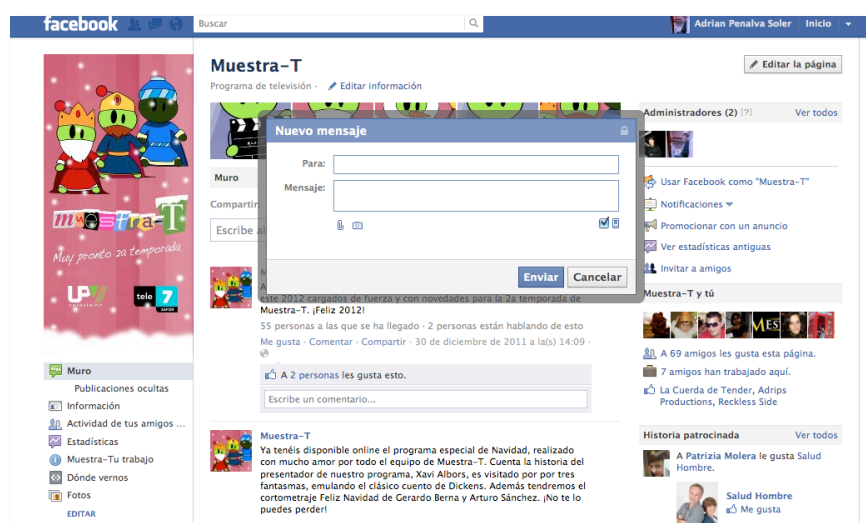 facebook
Buscar
Adrian Penalva Soler
Inicio
muestra-T
Muy pronto 2a temporada
UPV
televisión
tele 7
SAFOR
Muro
Publicaciones ocultas
Información
Actividad de tus amigos ...
Estadísticas
Muestra-Tu trabajo
Dónde vernos
Fotos
EDITAR
Muestra-T
Programa de televisión ·
Editar información
Muro
Compartir:
Escribe al
Nuevo mensaje
Para:
Mensaje:
Enviar
Cancelar
este 2012 cargados de fuerza y con novedades para la 2a temporada de
Muestra-T. ¡Feliz 2012!
55 personas a las que se ha llegado · 2 personas están hablando de esto
Me gusta · Comentar · Compartir · 30 de diciembre de 2011 a la(s) 14:09 ·
A 2 personas les gusta esto.
Escribe un comentario...
Muestra-T
Ya tenéis disponible online el programa especial de Navidad, realizado
con mucho amor por todo el equipo de Muestra-T. Cuenta la historia del
presentador de nuestro programa, Xavi Albors, es visitado por por tres
fantasmas, emulando el clásico cuento de Dickens. Además tendremos el
cortometraje Feliz Navidad de Gerardo Berna y Arturo Sánchez. ¡No te lo
puedes perder!
Editar la página
Administradores (2) [?]
Ver todos
Usar Facebook como "Muestra-T"
Notificaciones
Promocionar con un anuncio
Ver estadísticas antiguas
Invitar a amigos
Muestra-T y tú
MES
A 69 amigos les gusta esta página.
7 amigos han trabajado aquí.
La Cuerda de Tender, Adrips
Productions, Reckless Side
Historia patrocinada
Ver todos
A Patrizia Molera le gusta Salud
Hombre.
Salud Hombre
Me gusta